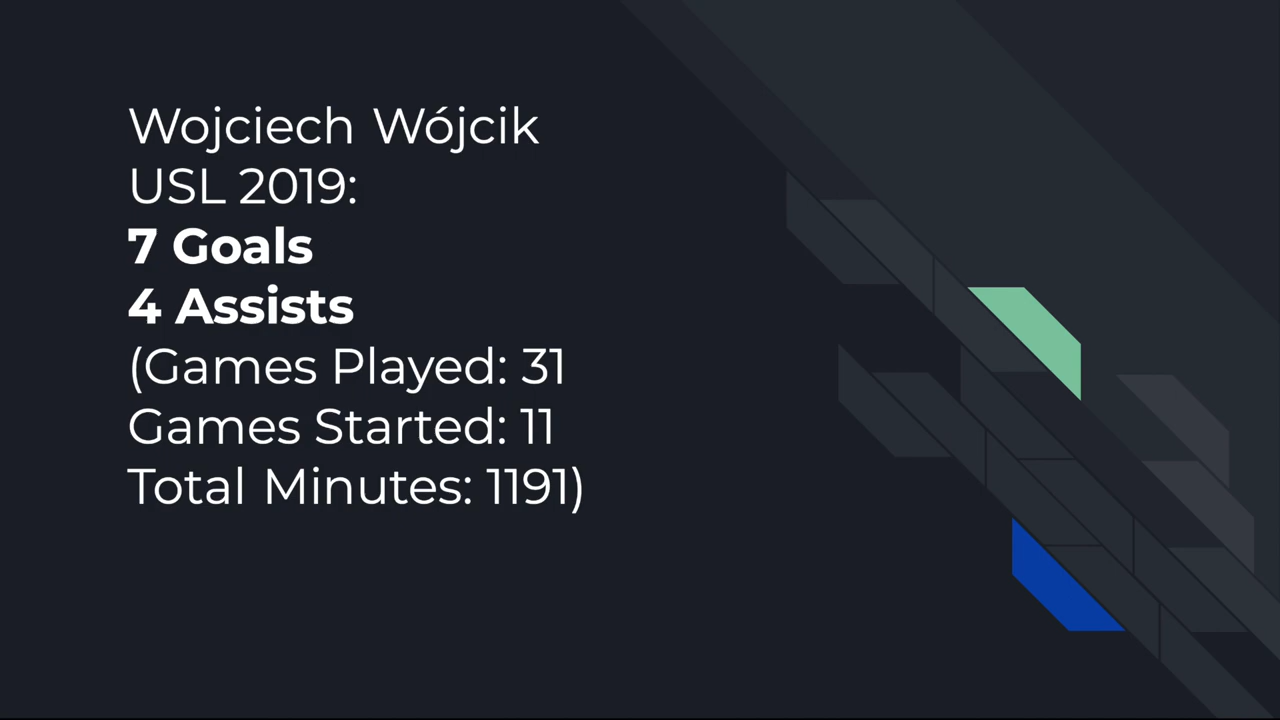 Wojciech Wójcik
USL 2019:
7 Goals
4 Assists
(Games Played: 31
Games Started: 11
Total Minutes: 1191)